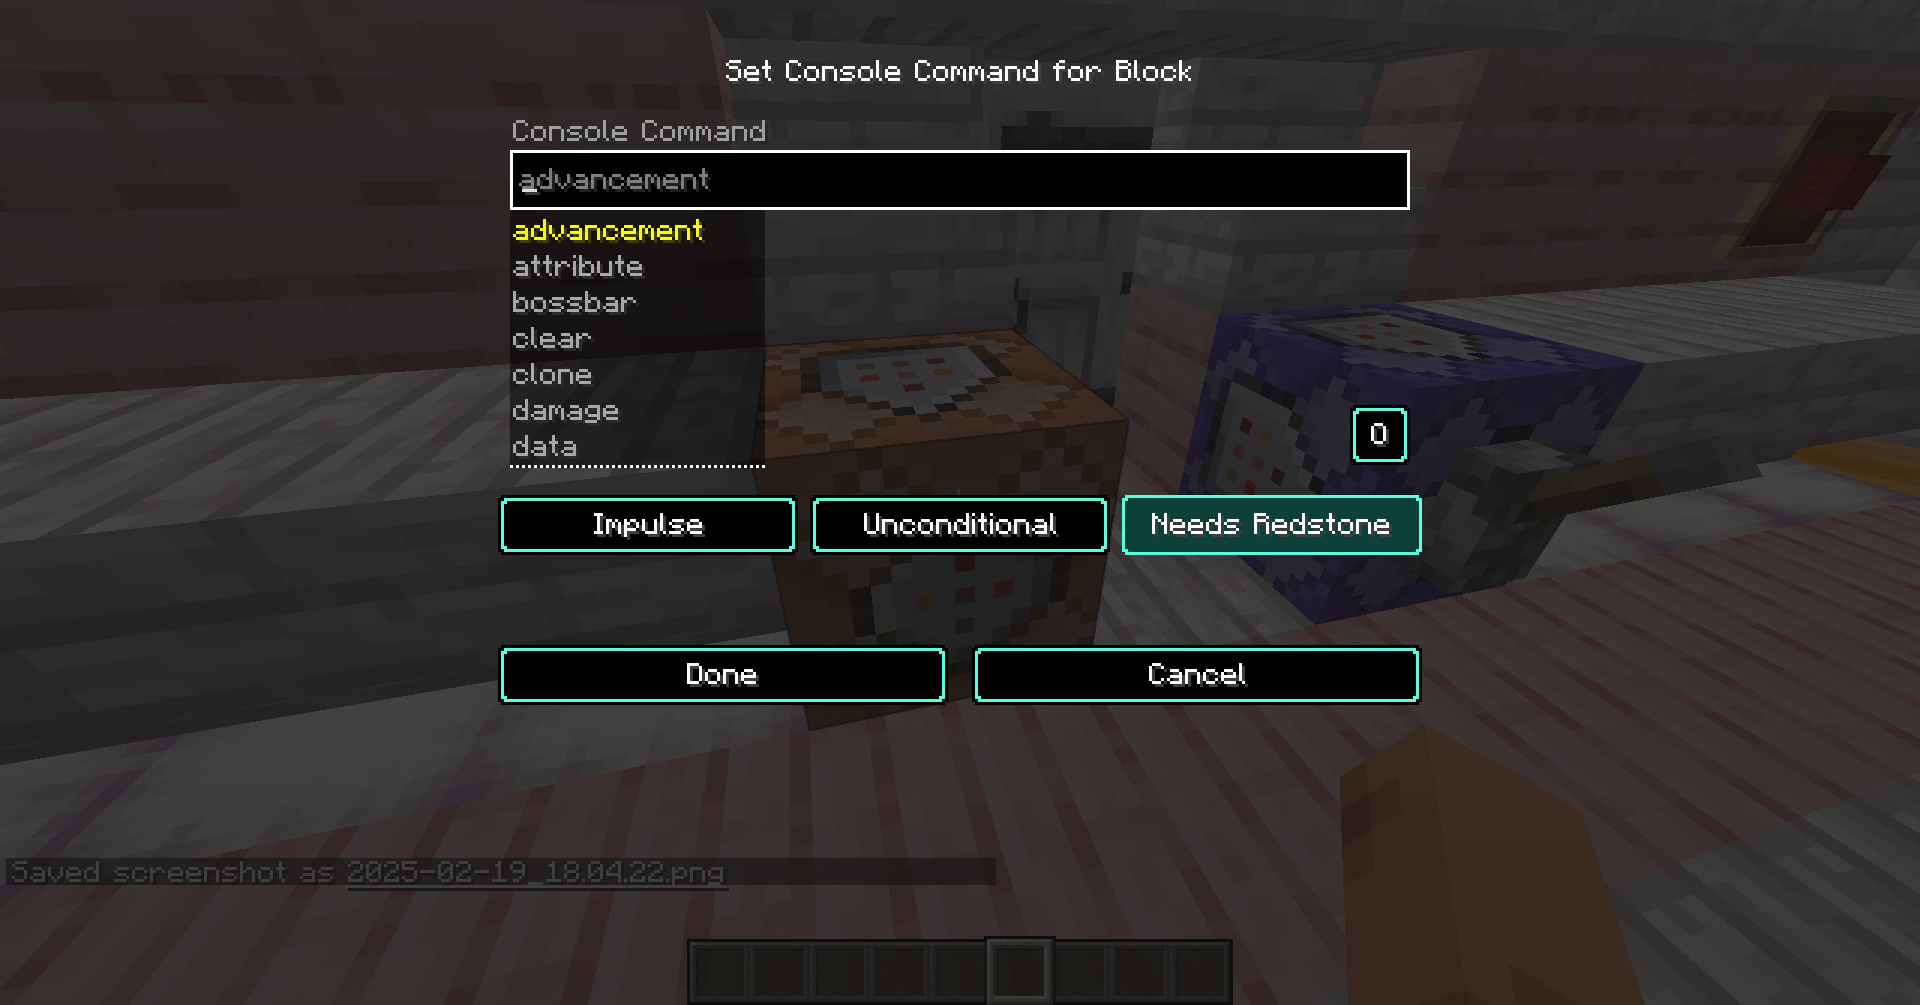 Set Console Command for Block
Console Command
advancement
advancement
attribute
bossbar
clear
clone
damage
data
O
Impulse
Unconditional
Needs Redstone
Done
Cancel
Saved screenshot as 2025-02-19_18.04.22.png